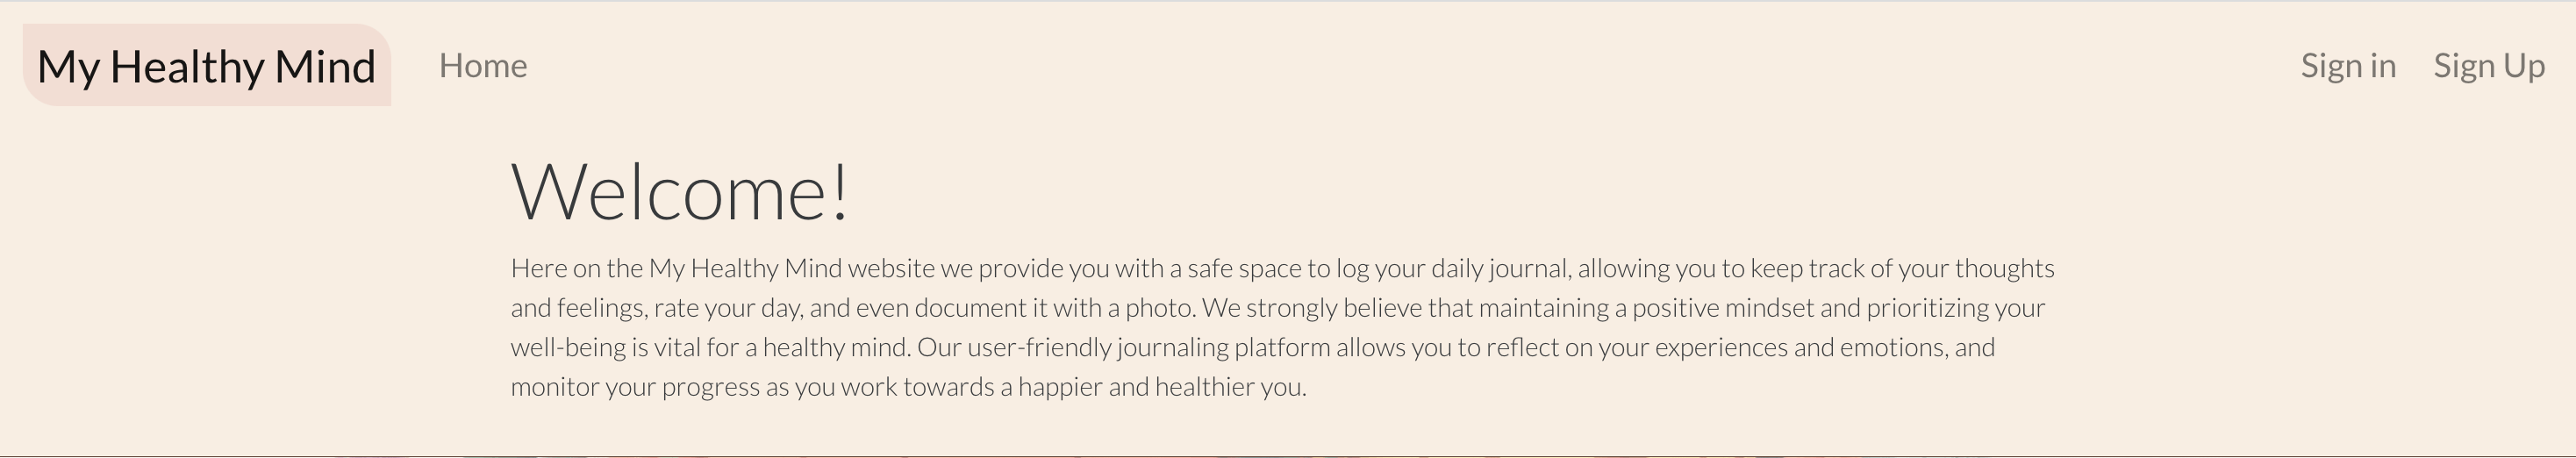 My Healthy Mind Home Sign in Sign Up
Welcome!
Here on the My Healthy Mind website we provide you with a safe space to log your daily journal, allowing you to keep track of your thoughts
and feelings, rate your day, and even document it with a photo. We strongly believe that maintaining a positive mindset and prioritizing your
well-being is vital for a healthy mind. Our user-friendly journaling platform allows you to reflect on your experiences and emotions, and
monitor your progress as you work towards a happier and healthier you.